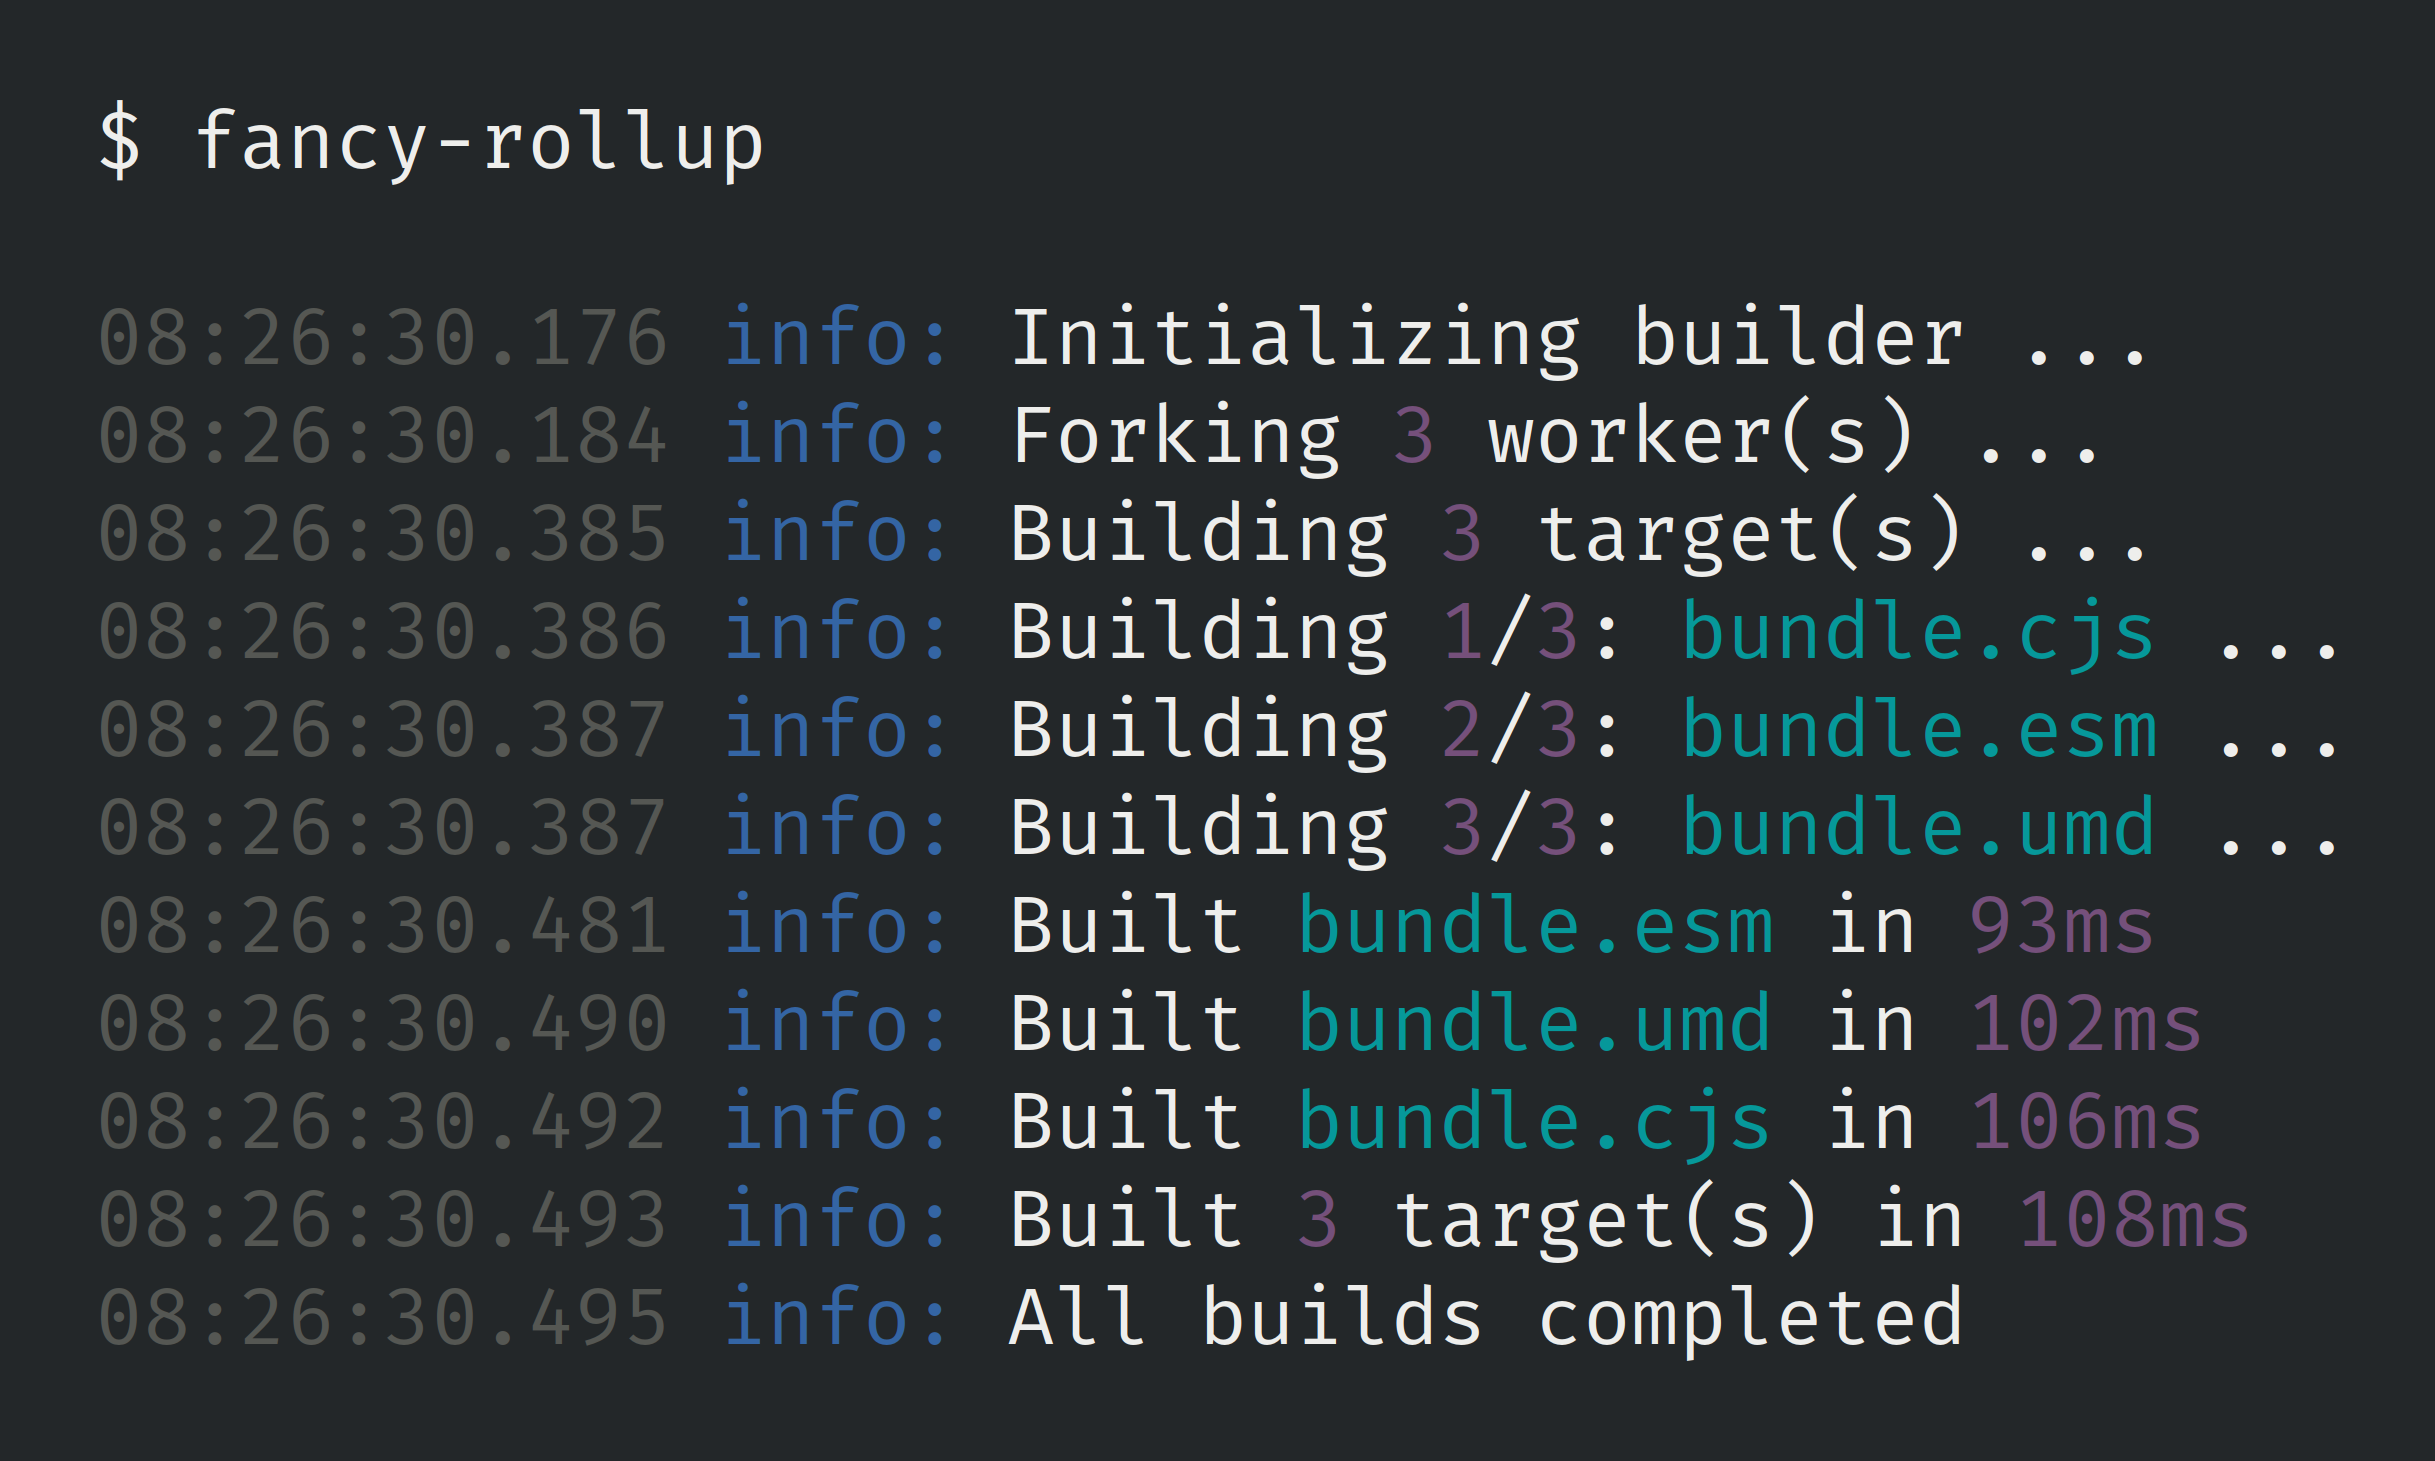 $ fancy-rollup
08:26:30.176 info: Initializing builder ...
08:26:30.184 info: Forking 3 worker(s) ...
08:26:30.385 info: Building 3 target(s) ...
08:26:30.386 info: Building 1/3: bundle.cjs ...
08:26:30.387 info: Building 2/3: bundle.esm ...
08:26:30.387 info: Building 3/3: bundle.umd ...
08:26:30.481 info: Built bundle.esm in 93ms
08:26:30.490 info: Built bundle.umd in 102ms
08:26:30.492 info: Built bundle.cjs in 106ms
08:26:30.493 info: Built 3 target(s) in 108ms
08:26:30.495 info: All builds completed